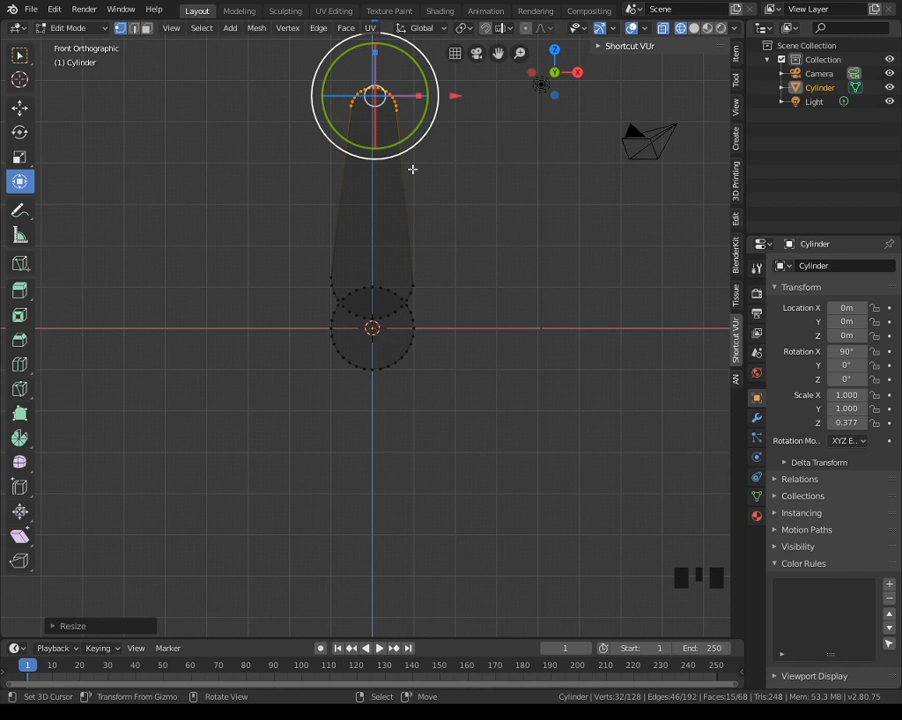 File Edit Render Window Help Layout Modeling Sculpting UV Editing Texture Paint Shading Animation Rendering Compositing Scene View Layer
Edit Mode View Select Add Mesh Vertex Edge Face UV Global
Front Orthographic
(1) Cylinder
Z
Y
X
Shortcut VUr
Item
Tool
View
Create
3D Printing
Edit
BlenderKit
Tissue
Shortcut VUr
AN
Scene Collection
Collection
Camera
Cylinder
Light
Cylinder
Cylinder
Transform
Location X 0m
Y 0m
Z 0m
Rotation X 90°
Y 0°
Z 0°
Scale X 1.000
Y 1.000
Z 0.377
Rotation Mo.. XYZ E..
Delta Transform
Relations
Collections
Instancing
Motion Paths
Visibility
Color Rules
Viewport Display
Resize
Playback Keying View Marker 1 Start: 1 End: 250
1 10 20 30 40 50 60 70 80 90 100 110 120 130 140 150 160 170 180 190 200 210 220 230 240 250
Set 3D Cursor Transform From Gizmo Rotate View Select Move Cylinder | Verts:32/128 | Edges:46/192 | Faces:15/68 | Tris:248 | Mem: 53.3 MB | v2.80.75